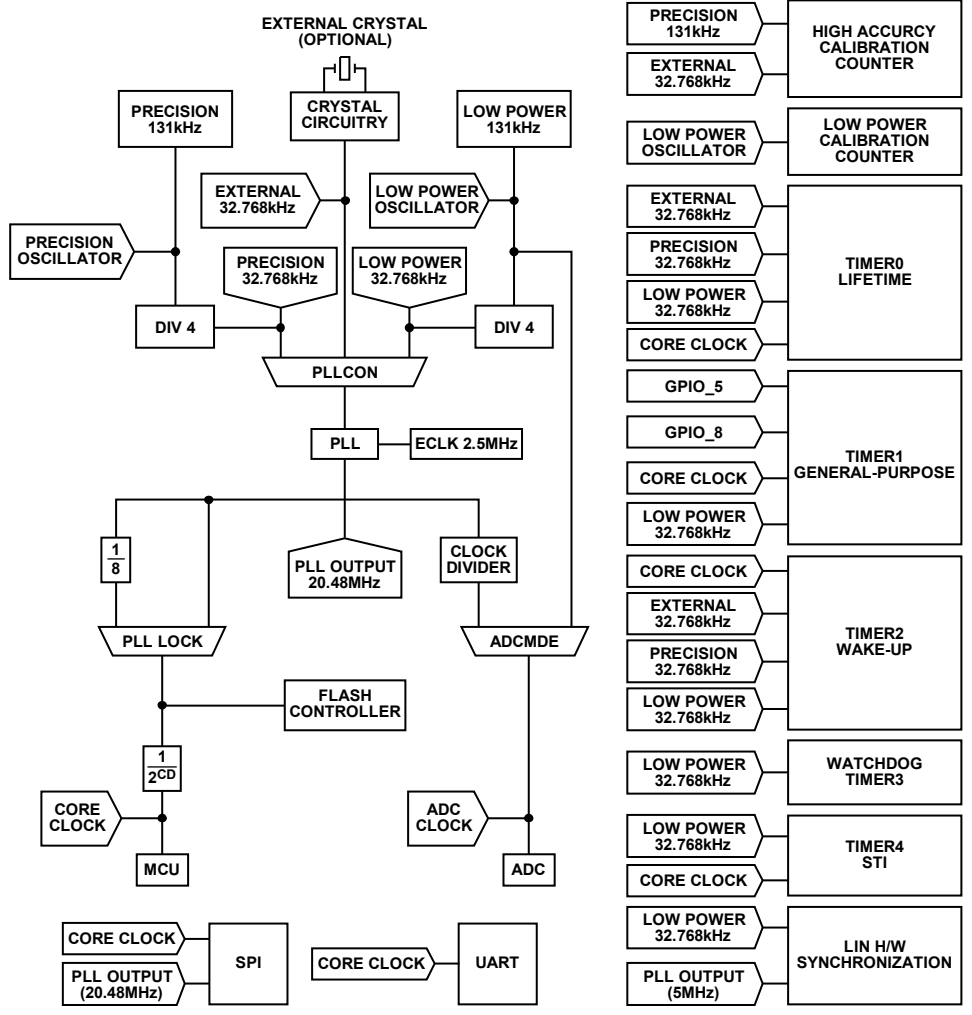 EXTERNAL CRYSTAL
(OPTIONAL)
PRECISION
131kHz
CRYSTAL
CIRCUITRY
LOW POWER
131kHz
EXTERNAL
32.768kHz
LOW POWER
OSCILLATOR
PRECISION
OSCILLATOR
PRECISION
32.768kHz
LOW POWER
32.768kHz
DIV 4
DIV 4
PLLCON
PLL
ECLK 2.5MHz
1
8
PLL OUTPUT
20.48MHz
CLOCK
DIVIDER
PLL LOCK
ADCMDE
FLASH
CONTROLLER
1
2CD
CORE
CLOCK
ADC
CLOCK
MCU
ADC
CORE CLOCK
PLL OUTPUT
(20.48MHz)
SPI
CORE CLOCK
UART
PRECISION
131kHz
EXTERNAL
32.768kHz
HIGH ACCURCY
CALIBRATION
COUNTER
LOW POWER
OSCILLATOR
LOW POWER
CALIBRATION
COUNTER
EXTERNAL
32.768kHz
PRECISION
32.768kHz
LOW POWER
32.768kHz
CORE CLOCK
TIMER0
LIFETIME
GPIO_5
GPIO_8
CORE CLOCK
LOW POWER
32.768kHz
TIMER1
GENERAL-PURPOSE
CORE CLOCK
EXTERNAL
32.768kHz
PRECISION
32.768kHz
LOW POWER
32.768kHz
TIMER2
WAKE-UP
LOW POWER
32.768kHz
WATCHDOG
TIMER3
LOW POWER
32.768kHz
CORE CLOCK
TIMER4
STI
LOW POWER
32.768kHz
PLL OUTPUT
(5MHz)
LIN H/W
SYNCHRONIZATION